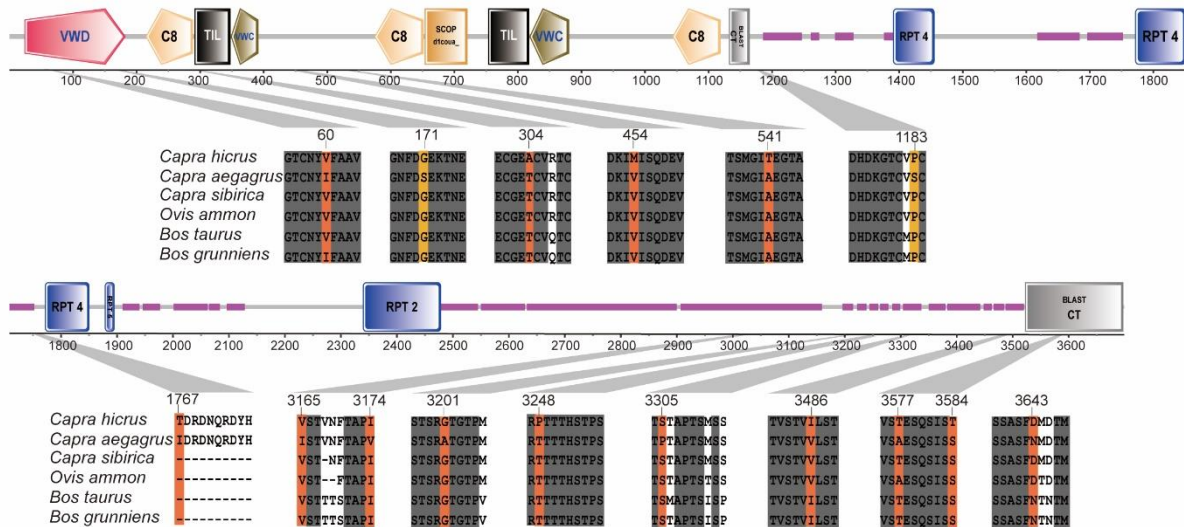 VWD C8 TIL VWC C8 SCOP d1coua_ TIL VWC C8 BLAST CT RPT 4 RPT 4
100 200 300 400 500 600 700 800 900 1000 1100 1200 1300 1400 1500 1600 1700 1800
60 171 304 454 541 1183
Capra hicrus GTCNYVFAAV GNFDGEKTNE ECGEACVRTC DKIMISQDEV TSMGITEGTA DHDKGTCVPC
Capra aegagrus GTCNYIFAAV GNFDSEKTNE ECGETCVRTC DKIVISQDEV TSMGIAEGTA DHDKGTCVSC
Capra sibirica GTCNYVFAAV GNFDGEKTNE ECGETCVRTC DKIVISQDEV TSMGIAEGTA DHDKGTCVPC
Ovis ammon GTCNYVFAAV GNFDGEKTNE ECGETCVRTC DKIVISQDEV TSMGIAEGTA DHDKGTCVPC
Bos taurus GTCNYVFAAV GNFDGEKTNE ECGETCVQTC DKIVISQDEV TSMGIAEGTA DHDKGTCMPC
Bos grunniens GTCNYIFAAV GNFDGEKTNE ECGETCVQTC DKIVISQDEV TSMGIAEGTA DHDKGTCMPC
RPT 4 RPT 2 BLAST CT
1800 1900 2000 2100 2200 2300 2400 2500 2600 2700 2800 2900 3000 3100 3200 3300 3400 3500 3600
1767 3165 3174 3201 3248 3305 3486 3577 3584 3643
Capra hicrus TDRDNQRDYH VSTVNFTAPI STSRGTGTPM RPTTTHSTPS TSTAPTSMSS TVSTVILST VSTESQSISS SSASFDMDTM
Capra aegagrus IDRDNQRDYH ISTVNFTAPV STSRATGTPM RTTTTHSTPS TPTAPTSMSS TVSTVVLST VSAESQSISS SSASFNMDTM
Capra sibirica ---------- VST-NFTAPI STSRGTGTPM RTTTTHSTPS TSTAPTSMSS TVSTVVLST VSTESQSISS SSASFDMDTM
Ovis ammon ---------- VST--FTAPI STSRGTGTPM RTTTTHSTPS TSTAPTSTSS TVSTVVLST VSTESQSISS SSASFDTDTM
Bos taurus ---------- VSTTTSTAPI STSRGTGTPV RTTTTHSTPS TSMAPTSISP TVSTVILST VSTESQSISS SSASFNTNTM
Bos grunniens ---------- VSTTTSTAPI STSRGTGTPV RTTTTHSTPS TSTAPTSISP TVSTVILST VSTESQSISS SSASFNTNTM